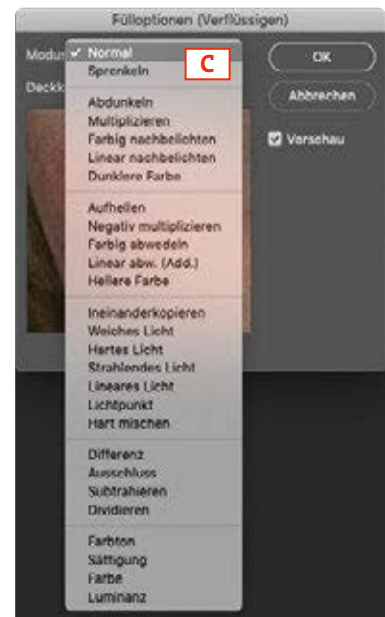 Fülloptionen (Verflüssigen)
Modus
✓ Normal
C
OK
Sprenkeln
Deckk
Abbrechen
Vorschau
Abdunkeln
Multiplizieren
Farbig nachbelichten
Linear nachbelichten
Dunklere Farbe
Aufhellen
Negativ multiplizieren
Farbig abwedeln
Linear abw. (Add.)
Hellere Farbe
Ineinanderkopieren
Weiches Licht
Hartes Licht
Strahlendes Licht
Lineares Licht
Lichtpunkt
Hart mischen
Differenz
Ausschluss
Subtrahieren
Dividieren
Farbton
Sättigung
Farbe
Luminanz